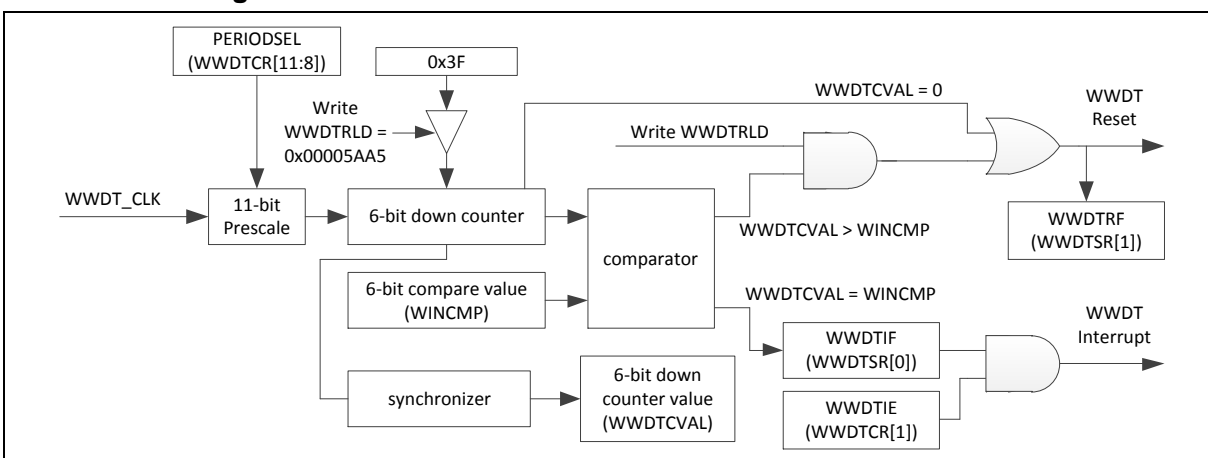 PERIODSEL
(WWDTCR[11:8])
0x3F
Write
WWDTRLD =
0x00005AA5
WWDTCVAL = 0
WWDT
Reset
Write WWDTRLD
WWDT_CLK
11-bit
Prescale
6-bit down counter
WWDTCVAL > WINCMP
WWDTRF
(WWDTSR[1])
comparator
6-bit compare value
(WINCMP)
WWDTCVAL = WINCMP
WWDT
Interrupt
WWDTIF
(WWDTSR[0])
synchronizer
6-bit down
counter value
(WWDTCVAL)
WWDTIE
(WWDTCR[1])